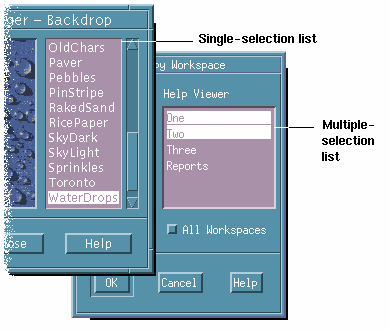 ger – Backdrop
OldChars
Paver
Pebbles
PinStripe
RakedSand
RicePaper
SkyDark
SkyLight
Sprinkles
Toronto
WaterDrops
ose
Help
Single-selection list
py Workspace
Help Viewer
One
Two
Three
Reports
All Workspaces
OK
Cancel
Help
Multiple-
selection
list